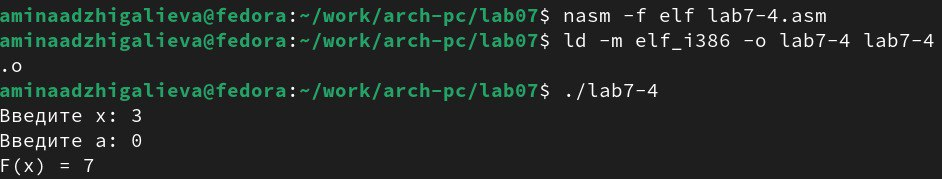 aminaadzhigalieva@fedora:~/work/arch-pc/lab07$ nasm -f elf lab7-4.asm
aminaadzhigalieva@fedora:~/work/arch-pc/lab07$ ld -m elf_i386 -o lab7-4 lab7-4
.o
aminaadzhigalieva@fedora:~/work/arch-pc/lab07$ ./lab7-4
Введите x: 3
Введите a: 0
F(x) = 7